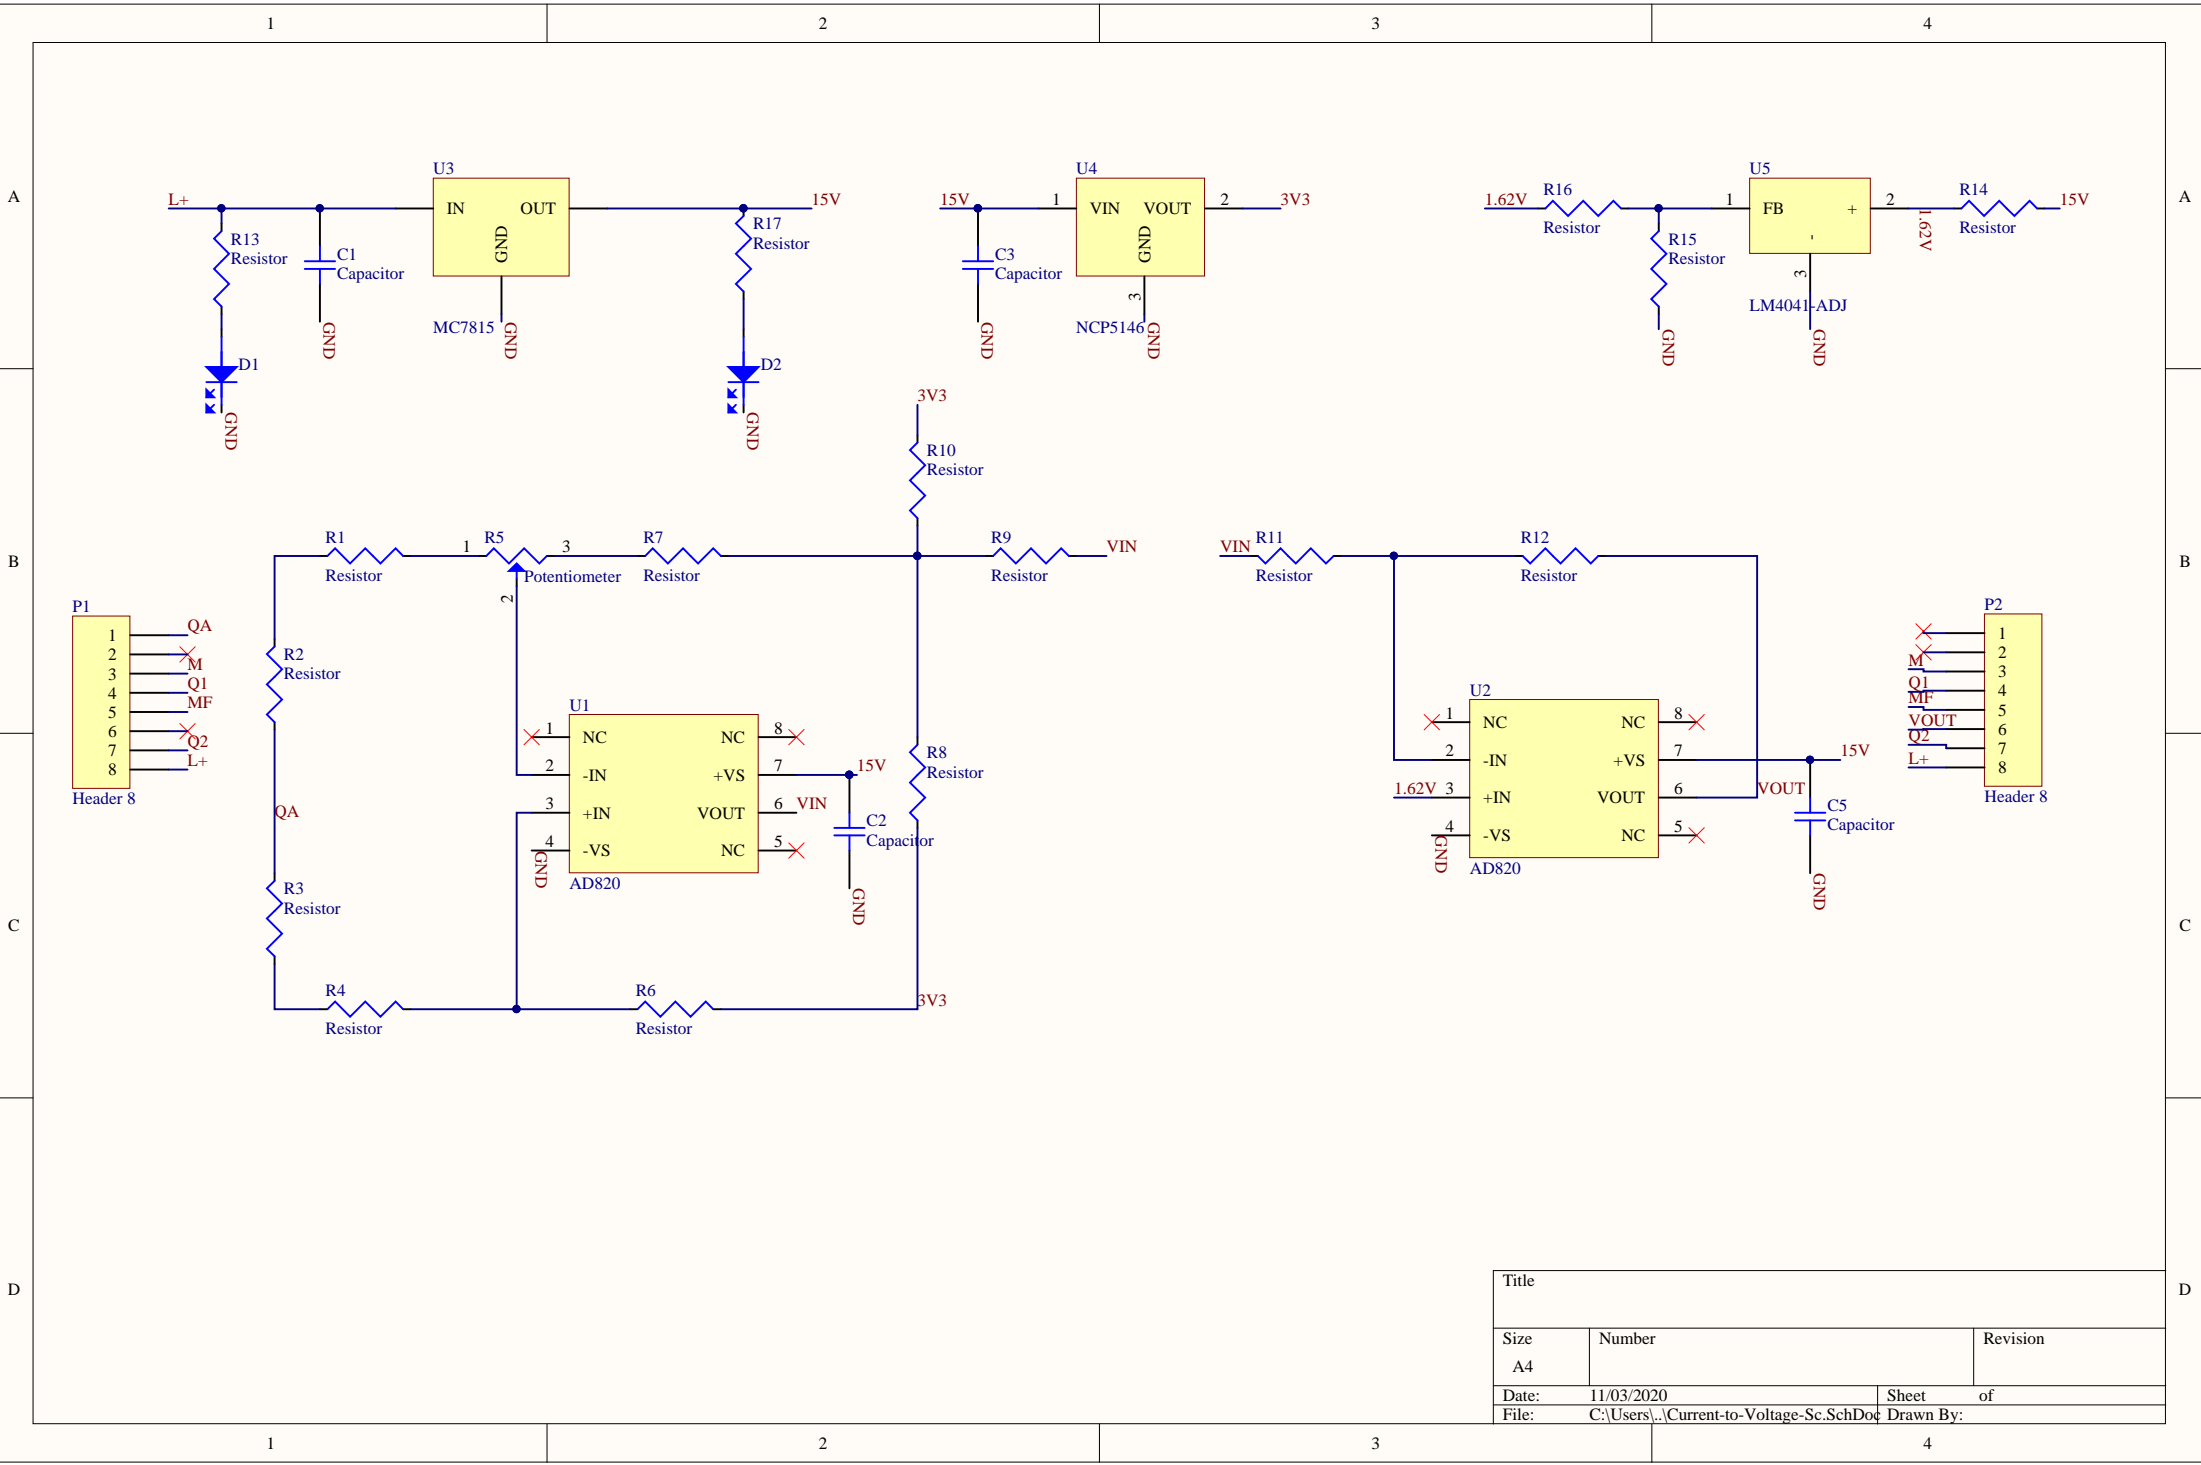 1 2 3 4
A
A
U3
L+
IN OUT
GND
15V
R13
Resistor
C1
Capacitor
MC7815
GND
GND
R17
Resistor
D1
GND
D2
GND
U4
15V
1 VIN VOUT 2
GND
3
3V3
C3
Capacitor
GND
NCP5146
GND
U5
1.62V
R16
Resistor
R15
Resistor
GND
1 FB + 2
-
3
LM4041-ADJ
GND
1.62V
R14
Resistor
15V
B
B
3V3
R10
Resistor
R1
Resistor
1 R5 3
Potentiometer
2
R7
Resistor
R9
Resistor
VIN
VIN R11
Resistor
R12
Resistor
P1
1 QA
2
3 M
4 Q1
5 MF
6
7 Q2
8 L+
Header 8
R2
Resistor
QA
R3
Resistor
R4
Resistor
R6
Resistor
3V3
R8
Resistor
U1
1 NC NC 8
2 -IN +VS 7 15V
3 +IN VOUT 6 VIN
4 -VS NC 5
GND
AD820
C2
Capacitor
GND
U2
1 NC NC 8
2 -IN +VS 7 15V
1.62V 3 +IN VOUT 6 VOUT
4 -VS NC 5
GND
AD820
C5
Capacitor
GND
P2
1
2
M 3
Q1 4
MF 5
VOUT 6
Q2 7
L+ 8
Header 8
C
C
D
D
Title
Size Number Revision
A4
Date: 11/03/2020 Sheet of
File: C:\Users\..\Current-to-Voltage-Sc.SchDoc Drawn By:
1 2 3 4